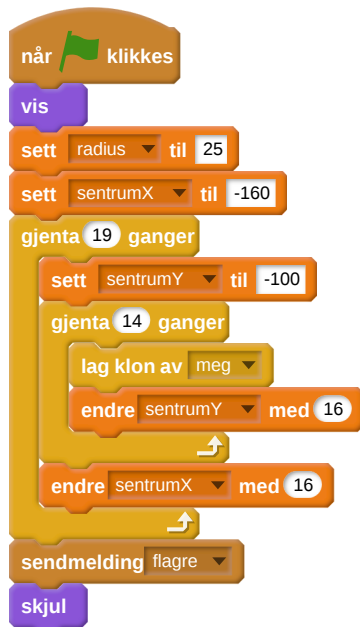 når klikkes
vis
sett radius til 25
sett sentrumX til -160
gjenta 19 ganger
sett sentrumY til -100
gjenta 14 ganger
lag klon av meg
endre sentrumY med 16
endre sentrumX med 16
sendmelding flagre
skjul